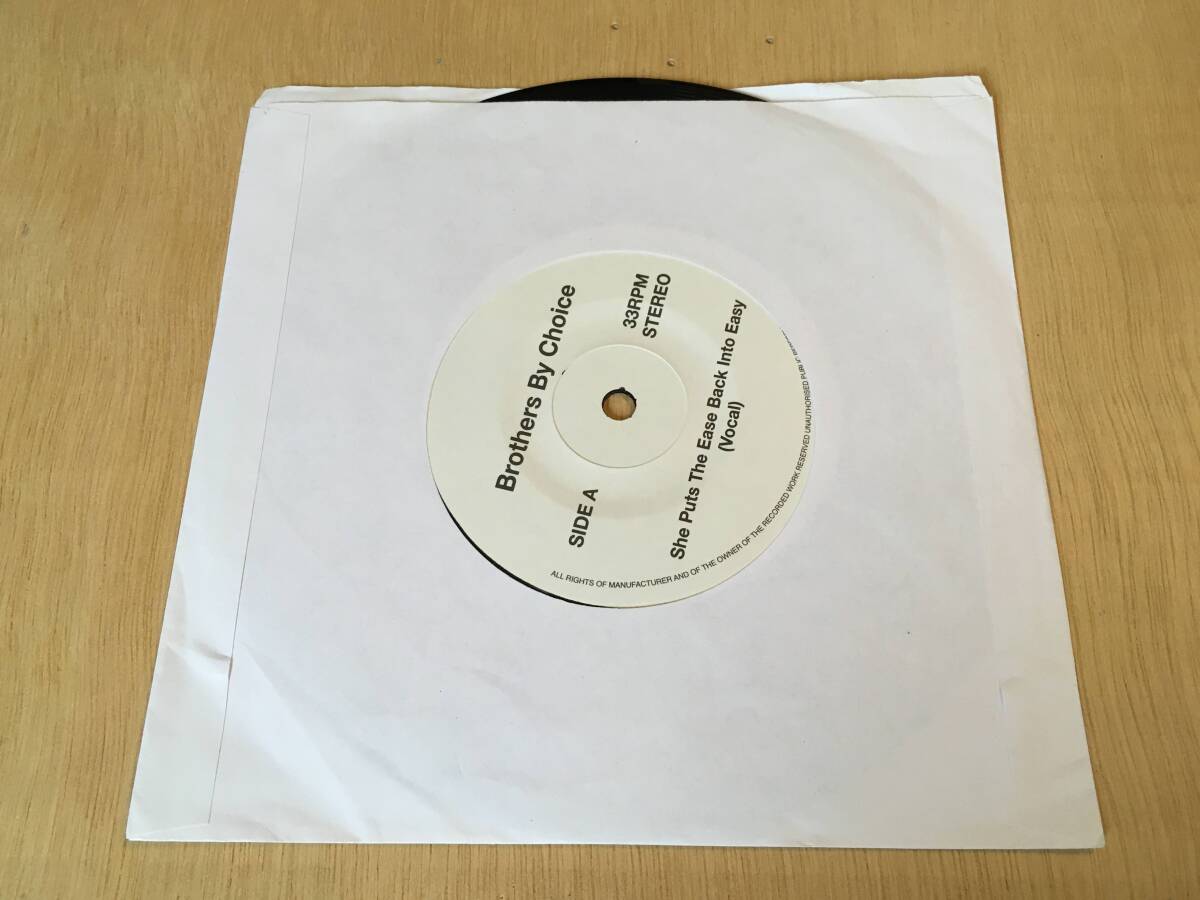 Brothers By Choice
SIDE A
33RPM
STEREO
She Puts The Ease Back Into Easy
(Vocal)
ALL RIGHTS OF MANUFACTURER AND OF THE OWNER OF THE RECORDED WORK RESERVED UNAUTHORISED